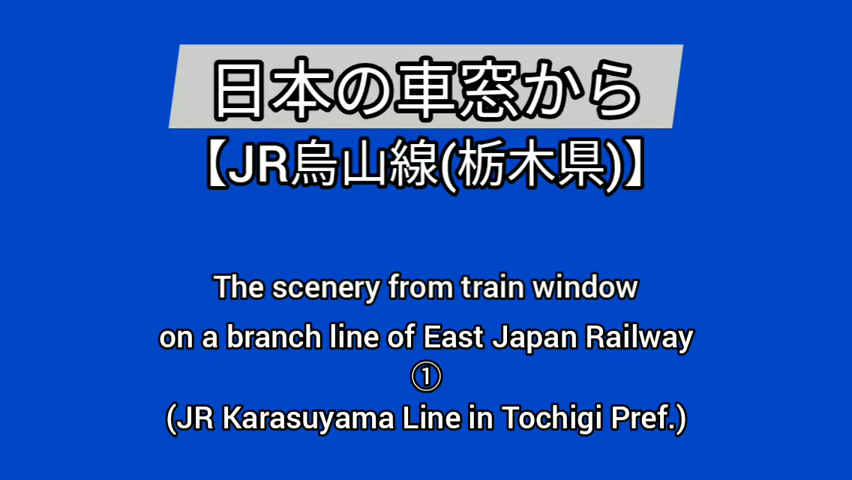 日本の車窓から
【JR烏山線(栃木県)】
The scenery from train window
on a branch line of East Japan Railway
①
(JR Karasuyama Line in Tochigi Pref.)